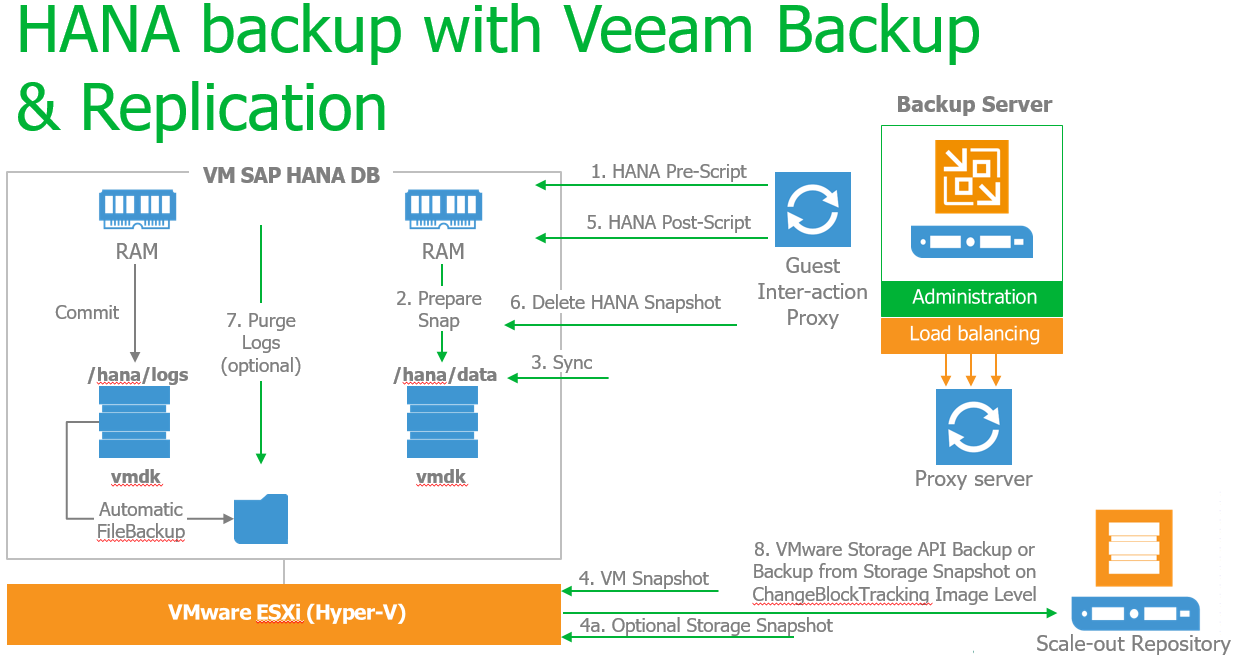 HANA backup with Veeam Backup
& Replication
Backup Server
VM SAP HANA DB
1. HANA Pre-Script
RAM
RAM
5. HANA Post-Script
Guest
Inter-action
Proxy
Administration
Load balancing
Commit
7. Purge
Logs
(optional)
2. Prepare
Snap
6. Delete HANA Snapshot
3. Sync
/hana/logs
/hana/data
vmdk
vmdk
Proxy server
Automatic
FileBackup
8. VMware Storage API Backup or
Backup from Storage Snapshot on
ChangeBlockTracking Image Level
4. VM Snapshot
VMware ESXi (Hyper-V)
4a. Optional Storage Snapshot
Scale-out Repository